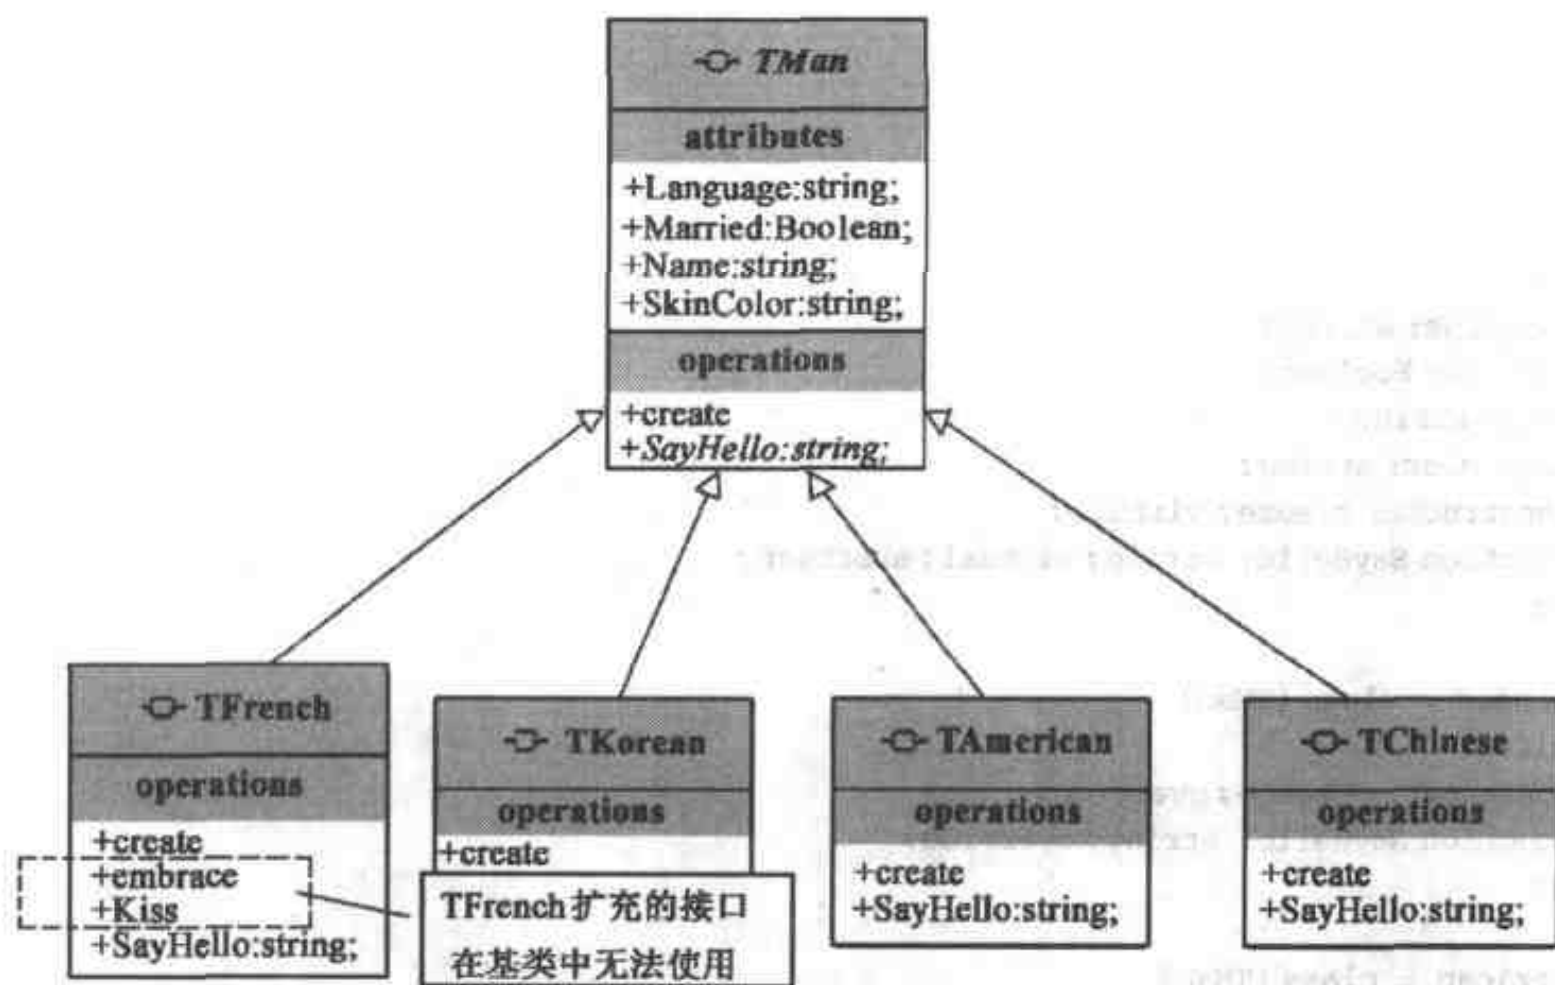 TMan
attributes
+Language:string;
+Married:Boolean;
+Name:string;
+SkinColor:string;
operations
+create
+SayHello:string;
TFrench
operations
+create
+embrace
+Kiss
+SayHello:string;
TKorean
operations
+create
TFrench扩充的接口
在基类中无法使用
TAmerican
operations
+create
+SayHello:string;
TChinese
operations
+create
+SayHello:string;